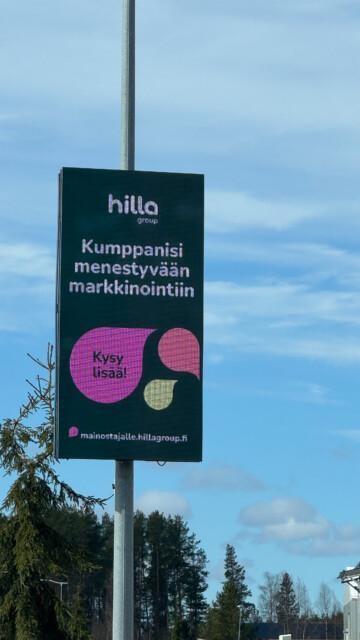 hilla
group
Kumppanisi
menestyvään
markkinointiin
Kysy
lisää!
mainostajalle.hillagroup.fi